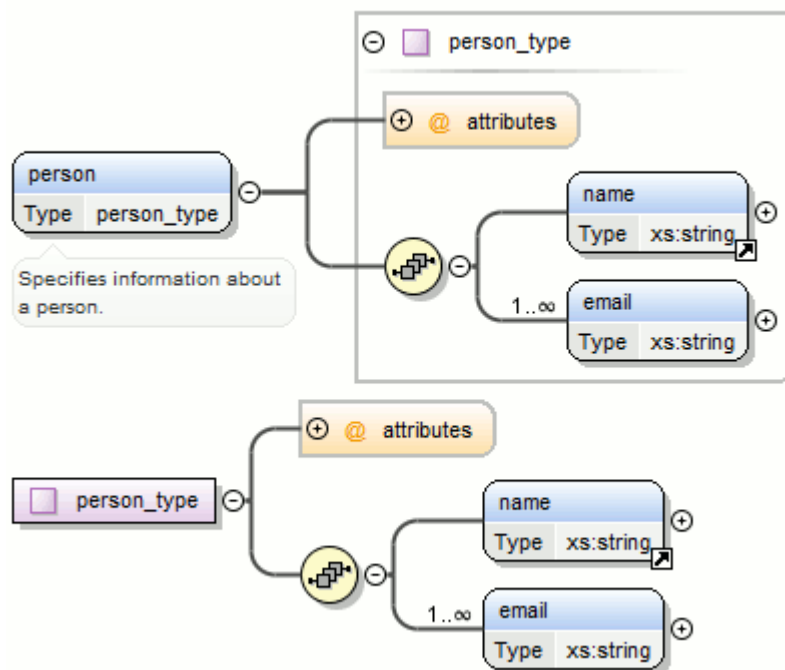 person_type
@ attributes
person
Type person_type
Specifies information about
a person.
name
Type xs:string
1..∞
email
Type xs:string
@ attributes
person_type
name
Type xs:string
1..∞
email
Type xs:string